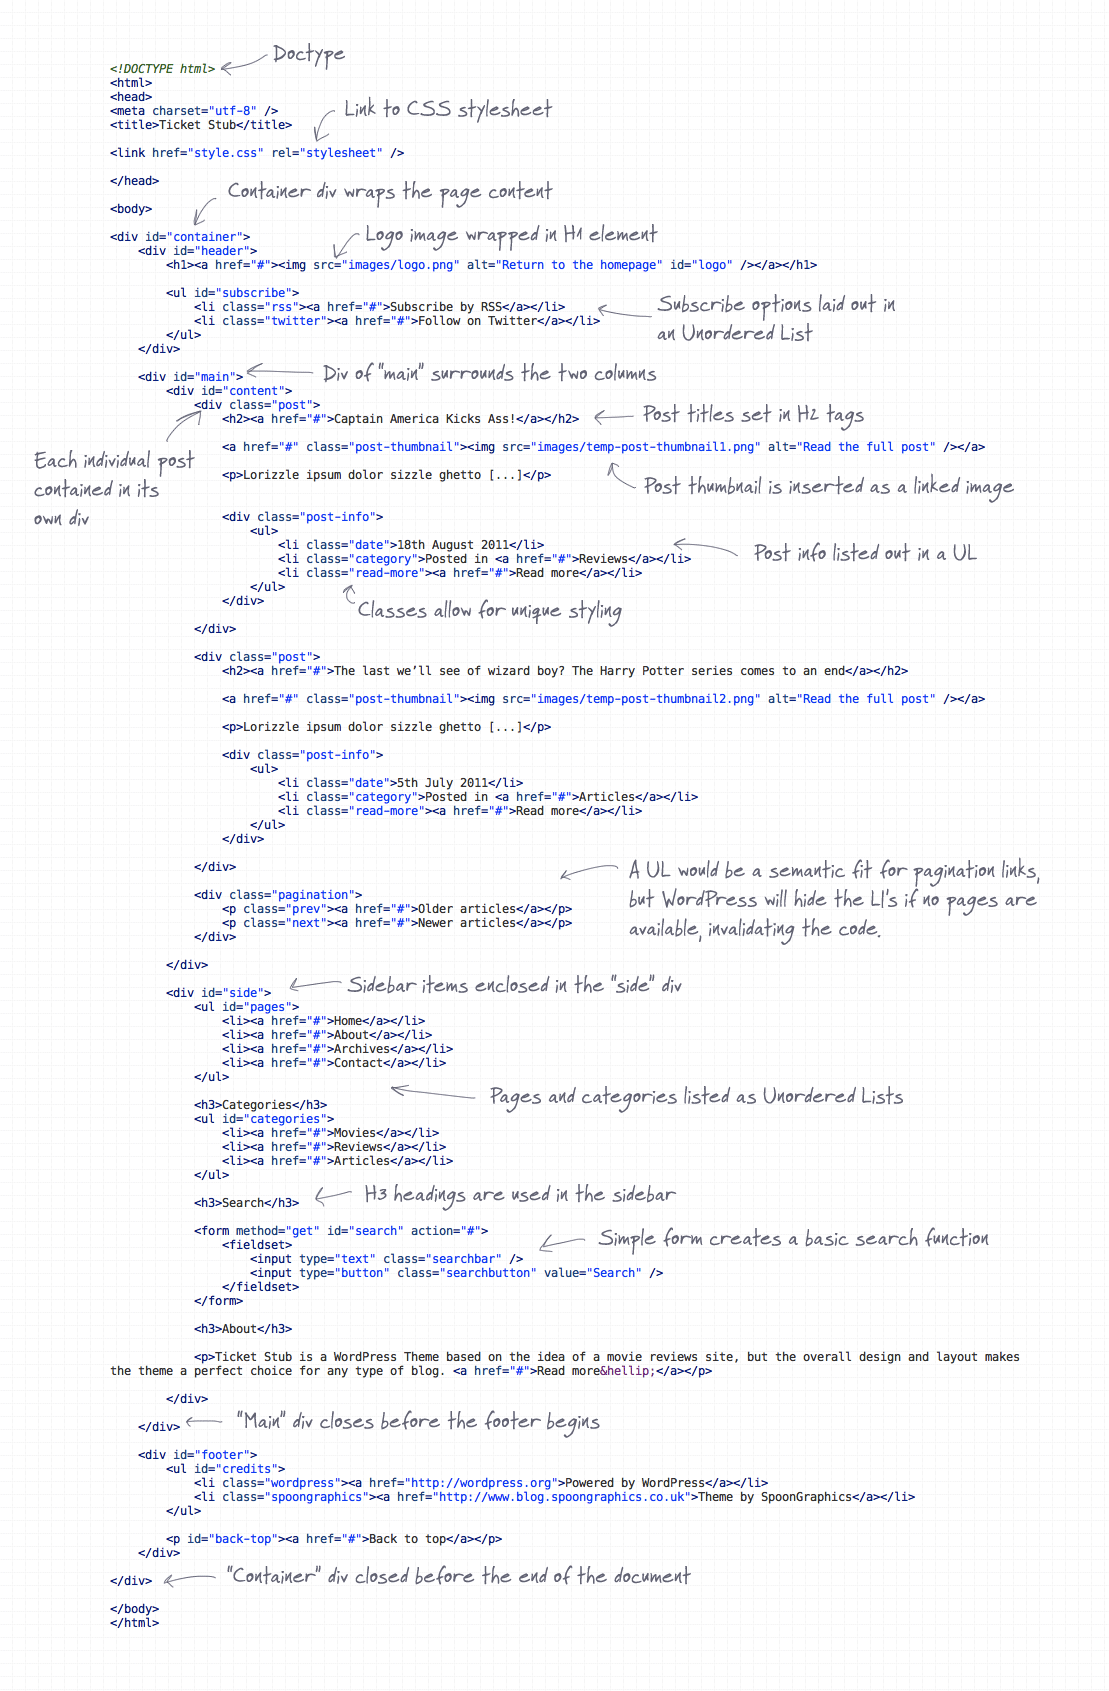 Doctype
<!DOCTYPE html>
<html>
<head>
<meta charset="utf-8" />
Link to CSS stylesheet
<title>Ticket Stub</title>
<link href="style.css" rel="stylesheet" />
</head>
Container div wraps the page content
<body>
Logo image wrapped in H1 element
<div id="container">
<div id="header">
<h1><a href="#"><img src="images/logo.png" alt="Return to the homepage" id="logo" /></a></h1>
<ul id="subscribe">
<li class="rss"><a href="#">Subscribe by RSS</a></li>
<li class="twitter"><a href="#">Follow on Twitter</a></li>
Subscribe options laid out in
an Unordered List
</ul>
</div>
<div id="main">
Div of "main" surrounds the two columns
<div id="content">
<div class="post">
<h2><a href="#">Captain America Kicks Ass!</a></h2>
Post titles set in H2 tags
<a href="#" class="post-thumbnail"><img src="images/temp-post-thumbnail1.png" alt="Read the full post" /></a>
Each individual post
contained in its
own div
<p>Lorizzle ipsum dolor sizzle ghetto [...]</p>
Post thumbnail is inserted as a linked image
<div class="post-info">
<ul>
<li class="date">18th August 2011</li>
<li class="category">Posted in <a href="#">Reviews</a></li>
<li class="read-more"><a href="#">Read more</a></li>
Post info listed out in a UL
</ul>
</div>
Classes allow for unique styling
</div>
<div class="post">
<h2><a href="#">The last we’ll see of wizard boy? The Harry Potter series comes to an end</a></h2>
<a href="#" class="post-thumbnail"><img src="images/temp-post-thumbnail2.png" alt="Read the full post" /></a>
<p>Lorizzle ipsum dolor sizzle ghetto [...]</p>
<div class="post-info">
<ul>
<li class="date">5th July 2011</li>
<li class="category">Posted in <a href="#">Articles</a></li>
<li class="read-more"><a href="#">Read more</a></li>
</ul>
</div>
</div>
A UL would be a semantic fit for pagination links,
but WordPress will hide the LI's if no pages are
available, invalidating the code.
<div class="pagination">
<p class="prev"><a href="#">Older articles</a></p>
<p class="next"><a href="#">Newer articles</a></p>
</div>
</div>
<div id="side">
Sidebar items enclosed in the "side" div
<ul id="pages">
<li><a href="#">Home</a></li>
<li><a href="#">About</a></li>
<li><a href="#">Archives</a></li>
<li><a href="#">Contact</a></li>
</ul>
Pages and categories listed as Unordered Lists
<h3>Categories</h3>
<ul id="categories">
<li><a href="#">Movies</a></li>
<li><a href="#">Reviews</a></li>
<li><a href="#">Articles</a></li>
</ul>
<h3>Search</h3>
H3 headings are used in the sidebar
<form method="get" id="search" action="#">
<fieldset>
Simple form creates a basic search function
<input type="text" class="searchbar" />
<input type="button" class="searchbutton" value="Search" />
</fieldset>
</form>
<h3>About</h3>
<p>Ticket Stub is a WordPress Theme based on the idea of a movie reviews site, but the overall design and layout makes
the theme a perfect choice for any type of blog. <a href="#">Read more&hellip;</a></p>
</div>
</div>
"Main" div closes before the footer begins
<div id="footer">
<ul id="credits">
<li class="wordpress"><a href="http://wordpress.org">Powered by WordPress</a></li>
<li class="spoongraphics"><a href="http://www.blog.spoongraphics.co.uk">Theme by SpoonGraphics</a></li>
</ul>
<p id="back-top"><a href="#">Back to top</a></p>
</div>
</div>
"Container" div closed before the end of the document
</body>
</html>